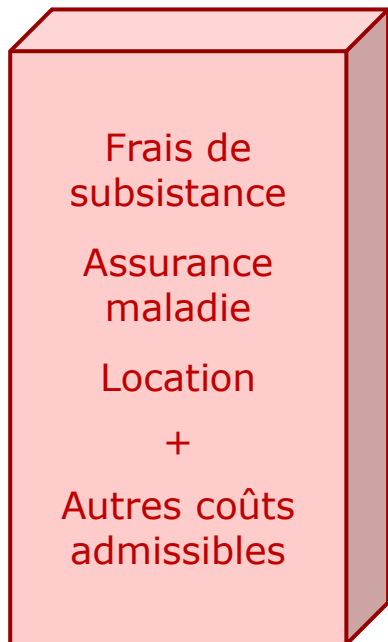 Frais de
subsistance
Assurance
maladie
Location
+
Autres coûts
admissibles